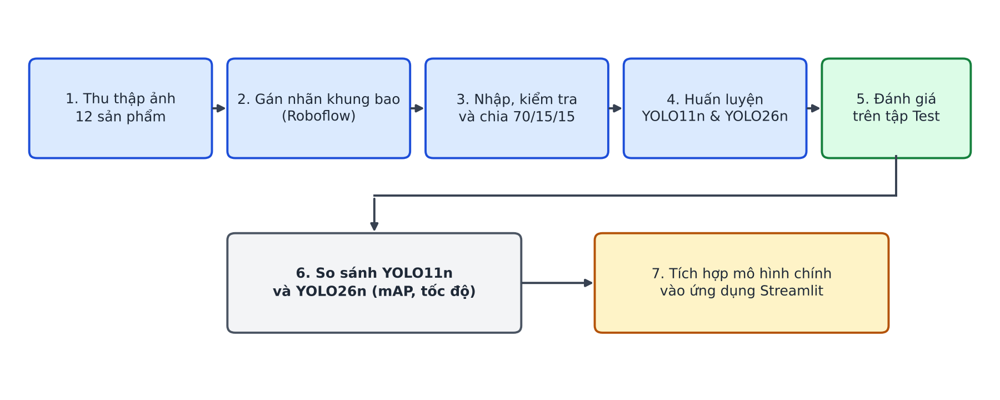 1. Thu thập ảnh
12 sản phẩm
2. Gán nhãn khung bao
(Roboflow)
3. Nhập, kiểm tra
và chia 70/15/15
4. Huấn luyện
YOLO11n & YOLO26n
5. Đánh giá
trên tập Test
6. So sánh YOLO11n
và YOLO26n (mAP, tốc độ)
7. Tích hợp mô hình chính
vào ứng dụng Streamlit